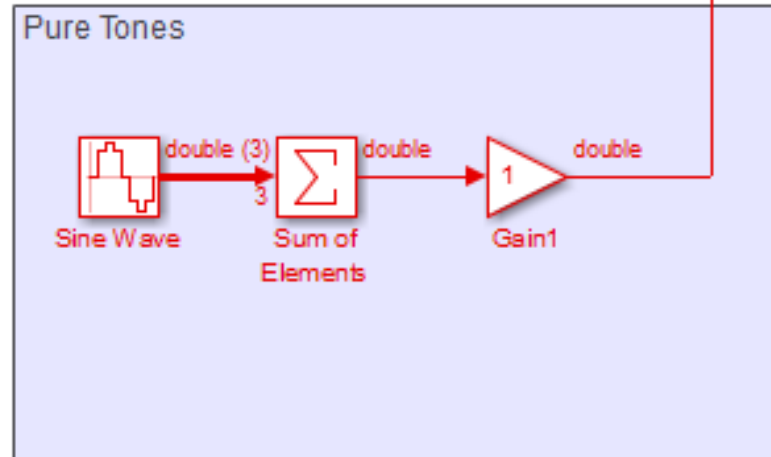 Pure Tones
double (3)
double
double
3
1
Sine Wave
Sum of
Elements
Gain1